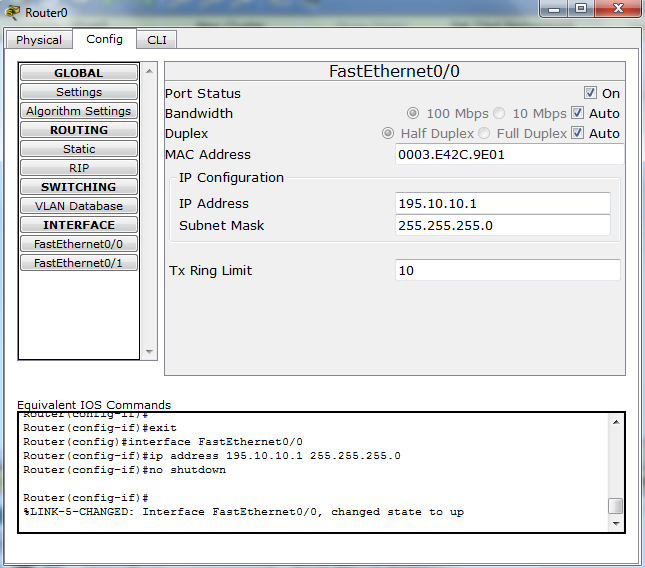 Router0
Physical Config CLI
GLOBAL
Settings
Algorithm Settings
ROUTING
Static
RIP
SWITCHING
VLAN Database
INTERFACE
FastEthernet0/0
FastEthernet0/1
FastEthernet0/0
Port Status On
Bandwidth 100 Mbps 10 Mbps Auto
Duplex Half Duplex Full Duplex Auto
MAC Address 0003.E42C.9E01
IP Configuration
IP Address 195.10.10.1
Subnet Mask 255.255.255.0
Tx Ring Limit 10
Equivalent IOS Commands
Router(config-if)#
Router(config-if)#exit
Router(config)#interface FastEthernet0/0
Router(config-if)#ip address 195.10.10.1 255.255.255.0
Router(config-if)#no shutdown
Router(config-if)#
%LINK-5-CHANGED: Interface FastEthernet0/0, changed state to up